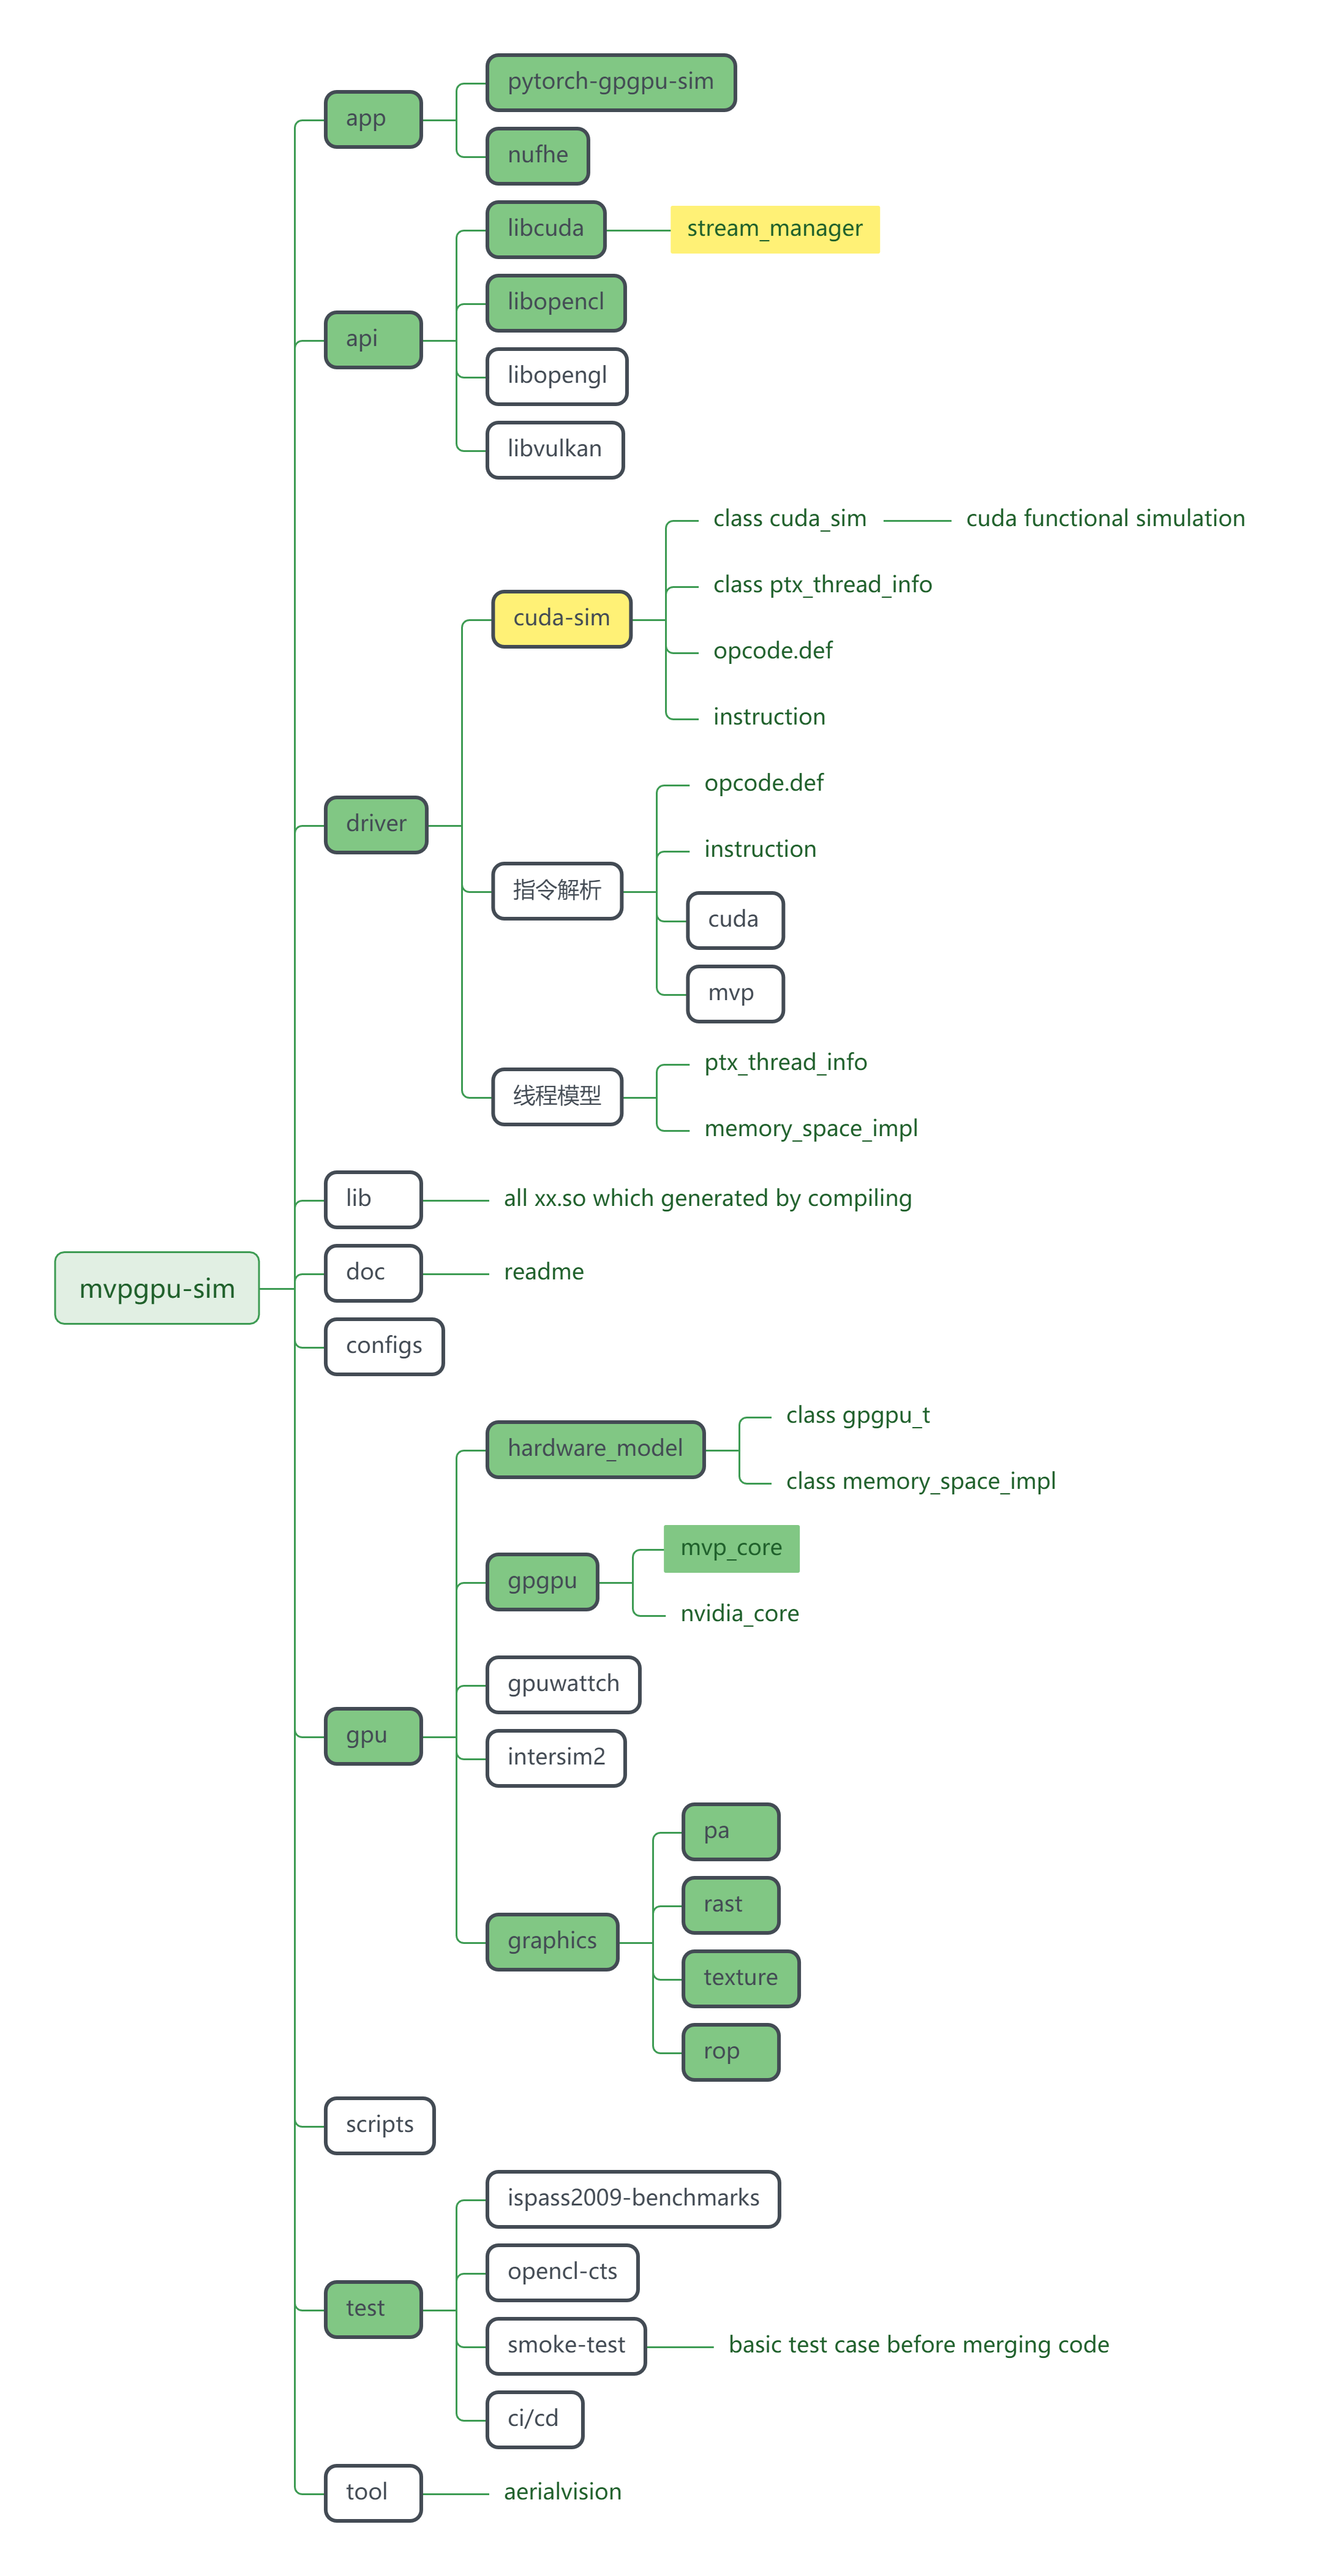 pytorch-gpgpu-sim
app
nufhe
libcuda
stream_manager
libopencl
api
libopengl
libvulkan
class cuda_sim
cuda functional simulation
class ptx_thread_info
cuda-sim
opcode.def
instruction
opcode.def
driver
instruction
指令解析
cuda
mvp
ptx_thread_info
线程模型
memory_space_impl
lib
all xx.so which generated by compiling
doc
readme
mvpgpu-sim
configs
class gpgpu_t
hardware_model
class memory_space_impl
mvp_core
gpgpu
nvidia_core
gpuwattch
gpu
intersim2
pa
rast
graphics
texture
rop
scripts
ispass2009-benchmarks
opencl-cts
test
smoke-test
basic test case before merging code
ci/cd
tool
aerialvision